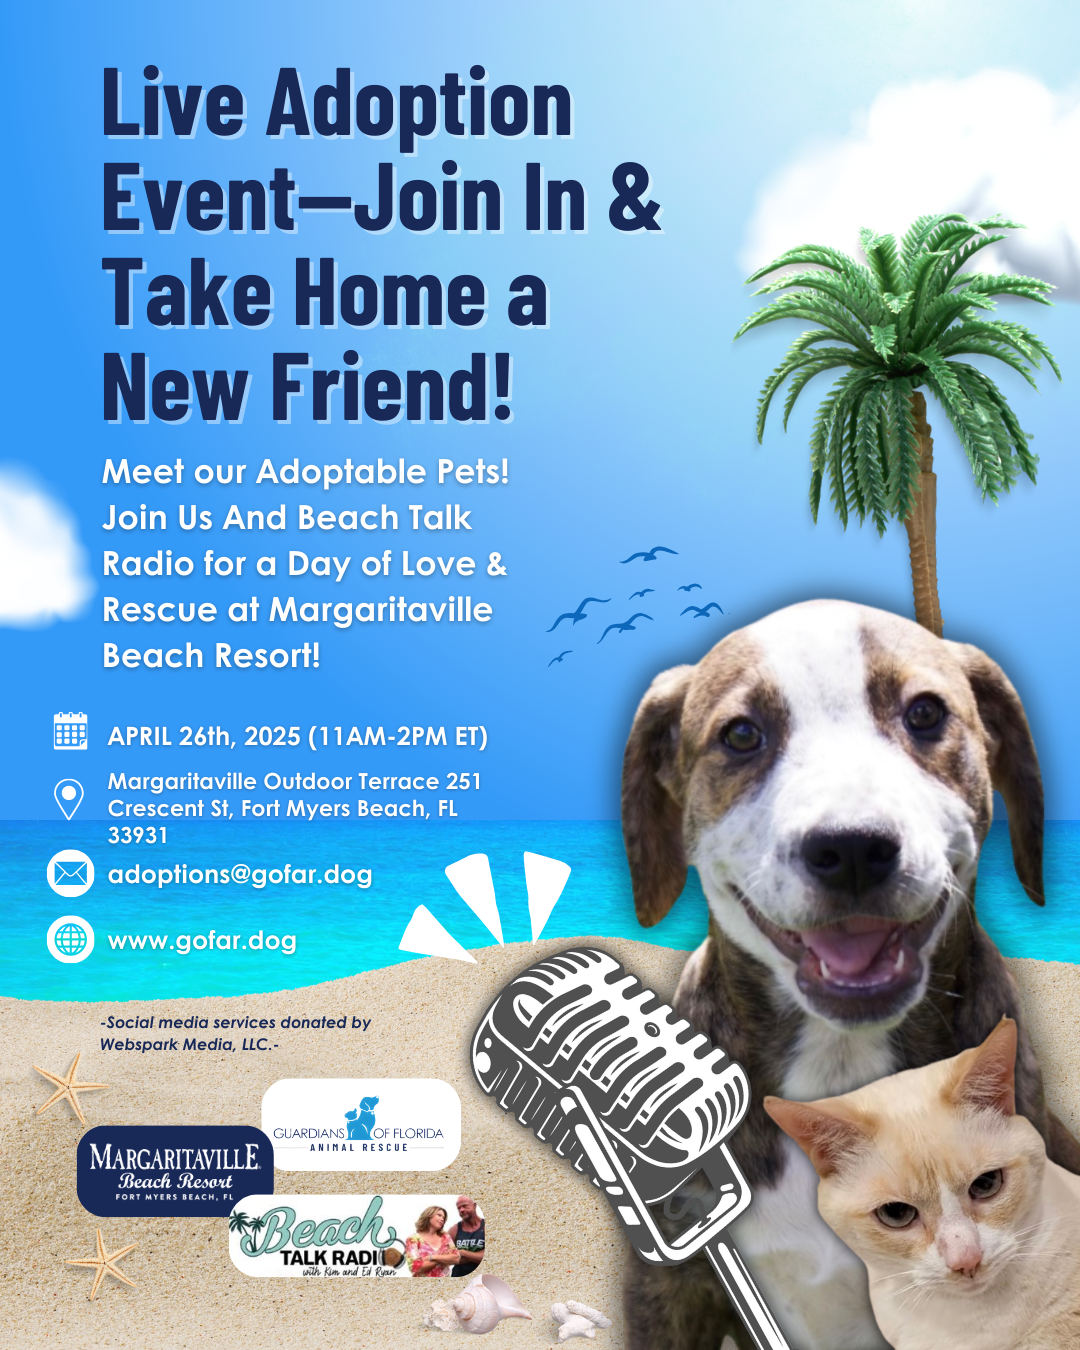 Live Adoption
Event—Join In &
Take Home a
New Friend!
Meet our Adoptable Pets!
Join Us And Beach Talk
Radio for a Day of Love &
Rescue at Margaritaville
Beach Resort!
APRIL 26th, 2025 (11AM-2PM ET)
Margaritaville Outdoor Terrace 251
Crescent St, Fort Myers Beach, FL
33931
adoptions@gofar.dog
www.gofar.dog
-Social media services donated by
Webspark Media, LLC.-
GUARDIANS OF FLORIDA
ANIMAL RESCUE
MARGARITAVILLE
Beach Resort
FORT MYERS BEACH, FL
Beach
TALK RADIO
with Kim and Ed Ryan
BATTLE